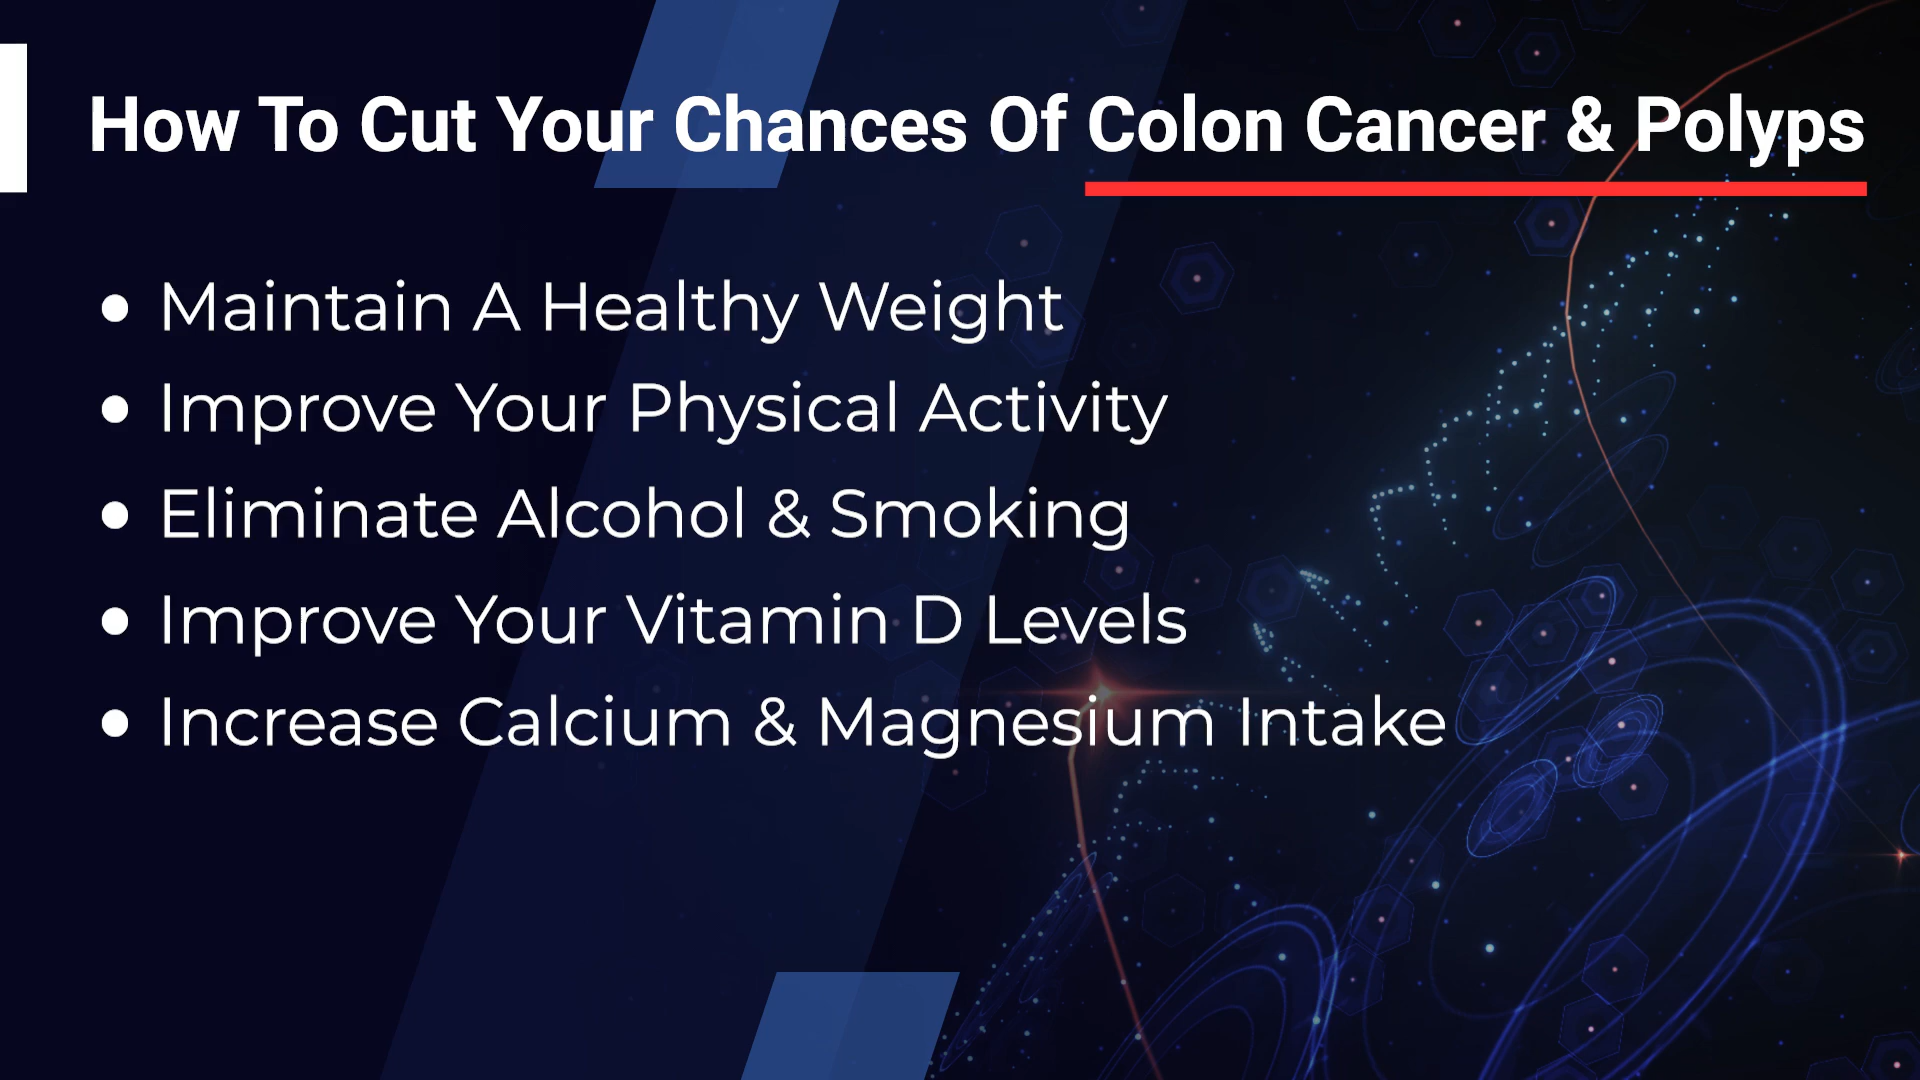 How To Cut Your Chances Of Colon Cancer & Polyps
• Maintain A Healthy Weight
• Improve Your Physical Activity
• Eliminate Alcohol & Smoking
• Improve Your Vitamin D Levels
• Increase Calcium & Magnesium Intake